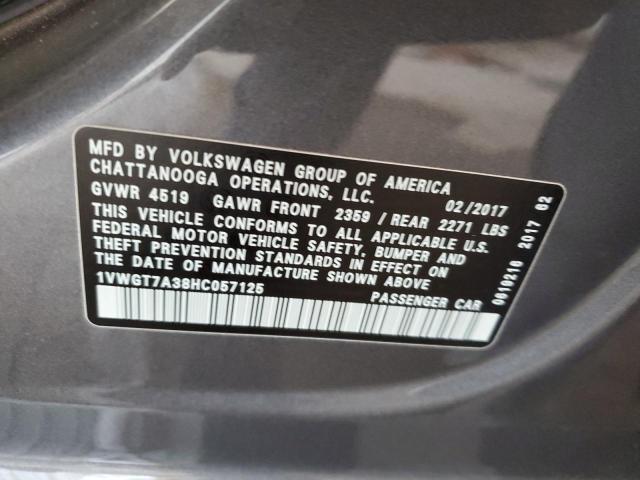 MFD BY VOLKSWAGEN GROUP OF AMERICA
CHATTANOOGA OPERATIONS, LLC. 02/2017
GVWR 4519 GAWR FRONT 2359 / REAR 2271 LBS
THIS VEHICLE CONFORMS TO ALL APPLICABLE U.S.
FEDERAL MOTOR VEHICLE SAFETY, BUMPER AND
THEFT PREVENTION STANDARDS IN EFFECT ON
THE DATE OF MANUFACTURE SHOWN ABOVE
1VWGT7A38HC057125 PASSENGER CAR
0619210 2017 02